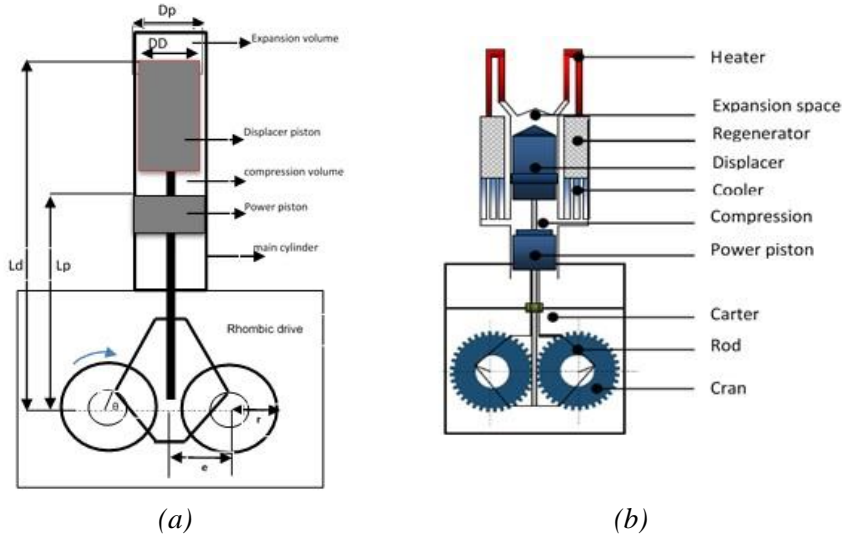 Dp
Expansion volume
DD
Displacer piston
compression volume
Power piston
main cylinder
Ld
Lp
Rhombic drive
θ
r
e
(a)
Heater
Expansion space
Regenerator
Displacer
Cooler
Compression
Power piston
Carter
Rod
Cran
(b)